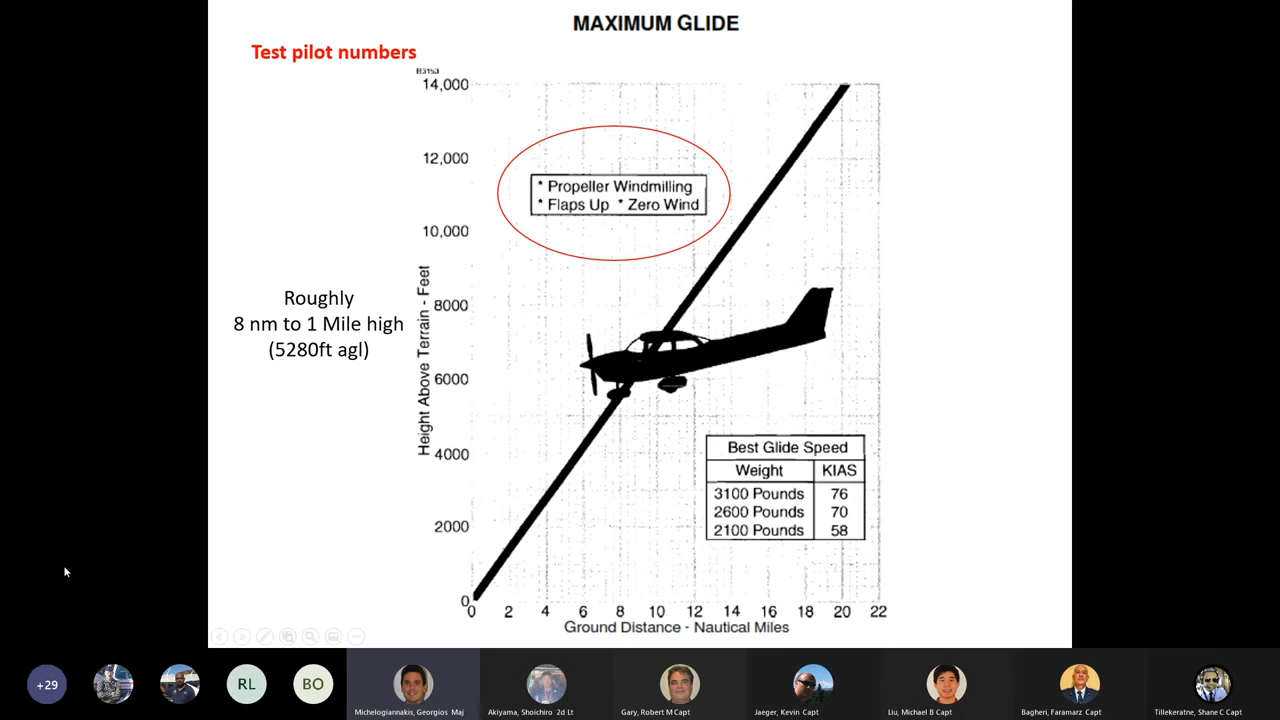 MAXIMUM GLIDE
Test pilot numbers
B3153
14,000
12,000
10,000
8000
6000
4000
2000
0
Height Above Terrain - Feet
* Propeller Windmilling
* Flaps Up * Zero Wind
Roughly
8 nm to 1 Mile high
(5280ft agl)
Best Glide Speed
Weight KIAS
3100 Pounds 76
2600 Pounds 70
2100 Pounds 58
0 2 4 6 8 10 12 14 16 18 20 22
Ground Distance - Nautical Miles
+29
RL
BO
Michelogiannakis, Georgios Maj
Akiyama, Shoichiro 2d Lt
Gary, Robert M Capt
Jaeger, Kevin Capt
Liu, Michael B Capt
Bagheri, Faramarz Capt
Tillekeratne, Shane C Capt